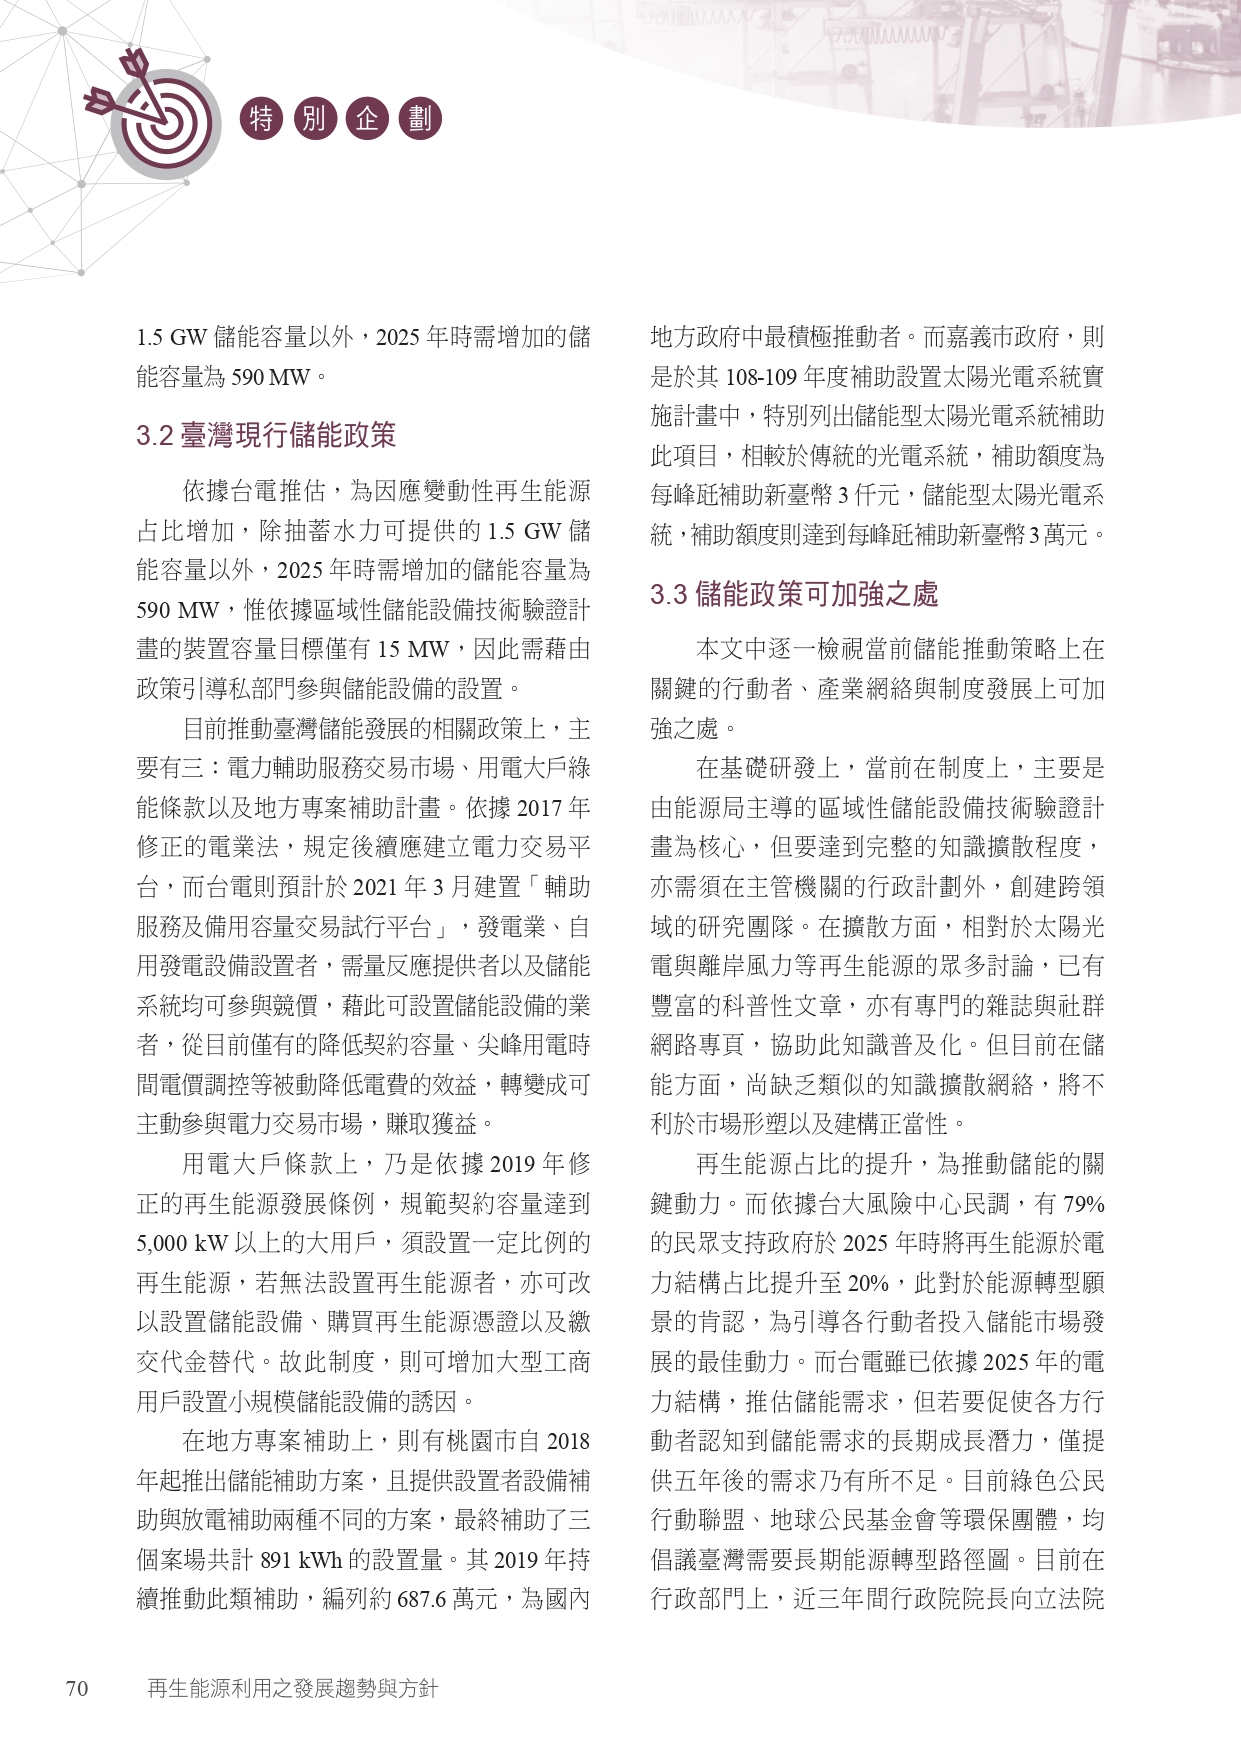 特別企劃
1.5 GW 儲能容量以外，2025 年時需增加的儲
能容量為 590 MW。
3.2 臺灣現行儲能政策
依據台電推估，為因應變動性再生能源
占比增加，除抽蓄水力可提供的 1.5 GW 儲
能容量以外，2025 年時需增加的儲能容量為
590 MW，惟依據區域性儲能設備技術驗證計
畫的裝置容量目標僅有 15 MW，因此需藉由
政策引導私部門參與儲能設備的設置。
目前推動臺灣儲能發展的相關政策上，主
要有三：電力輔助服務交易市場、用電大戶綠
能條款以及地方專案補助計畫。依據 2017 年
修正的電業法，規定後續應建立電力交易平
台，而台電則預計於 2021 年 3 月建置「輔助
服務及備用容量交易試行平台」，發電業、自
用發電設備設置者，需量反應提供者以及儲能
系統均可參與競價，藉此可設置儲能設備的業
者，從目前僅有的降低契約容量、尖峰用電時
間電價調控等被動降低電費的效益，轉變成可
主動參與電力交易市場，賺取獲益。
用電大戶條款上，乃是依據 2019 年修
正的再生能源發展條例，規範契約容量達到
5,000 kW 以上的大用戶，須設置一定比例的
再生能源，若無法設置再生能源者，亦可改
以設置儲能設備、購買再生能源憑證以及繳
交代金替代。故此制度，則可增加大型工商
用戶設置小規模儲能設備的誘因。
在地方專案補助上，則有桃園市自 2018
年起推出儲能補助方案，且提供設置者設備補
助與放電補助兩種不同的方案，最終補助了三
個案場共計 891 kWh 的設置量。其 2019 年持
續推動此類補助，編列約 687.6 萬元，為國內
地方政府中最積極推動者。而嘉義市政府，則
是於其 108-109 年度補助設置太陽光電系統實
施計畫中，特別列出儲能型太陽光電系統補助
此項目，相較於傳統的光電系統，補助額度為
每峰瓩補助新臺幣 3 仟元，儲能型太陽光電系
統，補助額度則達到每峰瓩補助新臺幣 3 萬元。
3.3 儲能政策可加強之處
本文中逐一檢視當前儲能推動策略上在
關鍵的行動者、產業網絡與制度發展上可加
強之處。
在基礎研發上，當前在制度上，主要是
由能源局主導的區域性儲能設備技術驗證計
畫為核心，但要達到完整的知識擴散程度，
亦需須在主管機關的行政計劃外，創建跨領
域的研究團隊。在擴散方面，相對於太陽光
電與離岸風力等再生能源的眾多討論，已有
豐富的科普性文章，亦有專門的雜誌與社群
網路專頁，協助此知識普及化。但目前在儲
能方面，尚缺乏類似的知識擴散網絡，將不
利於市場形塑以及建構正當性。
再生能源占比的提升，為推動儲能的關
鍵動力。而依據台大風險中心民調，有 79%
的民眾支持政府於 2025 年時將再生能源於電
力結構占比提升至 20%，此對於能源轉型願
景的肯認，為引導各行動者投入儲能市場發
展的最佳動力。而台電雖已依據 2025 年的電
力結構，推估儲能需求，但若要促使各方行
動者認知到儲能需求的長期成長潛力，僅提
供五年後的需求乃有所不足。目前綠色公民
行動聯盟、地球公民基金會等環保團體，均
倡議臺灣需要長期能源轉型路徑圖。目前在
行政部門上，近三年間行政院院長向立法院
70 再生能源利用之發展趨勢與方針